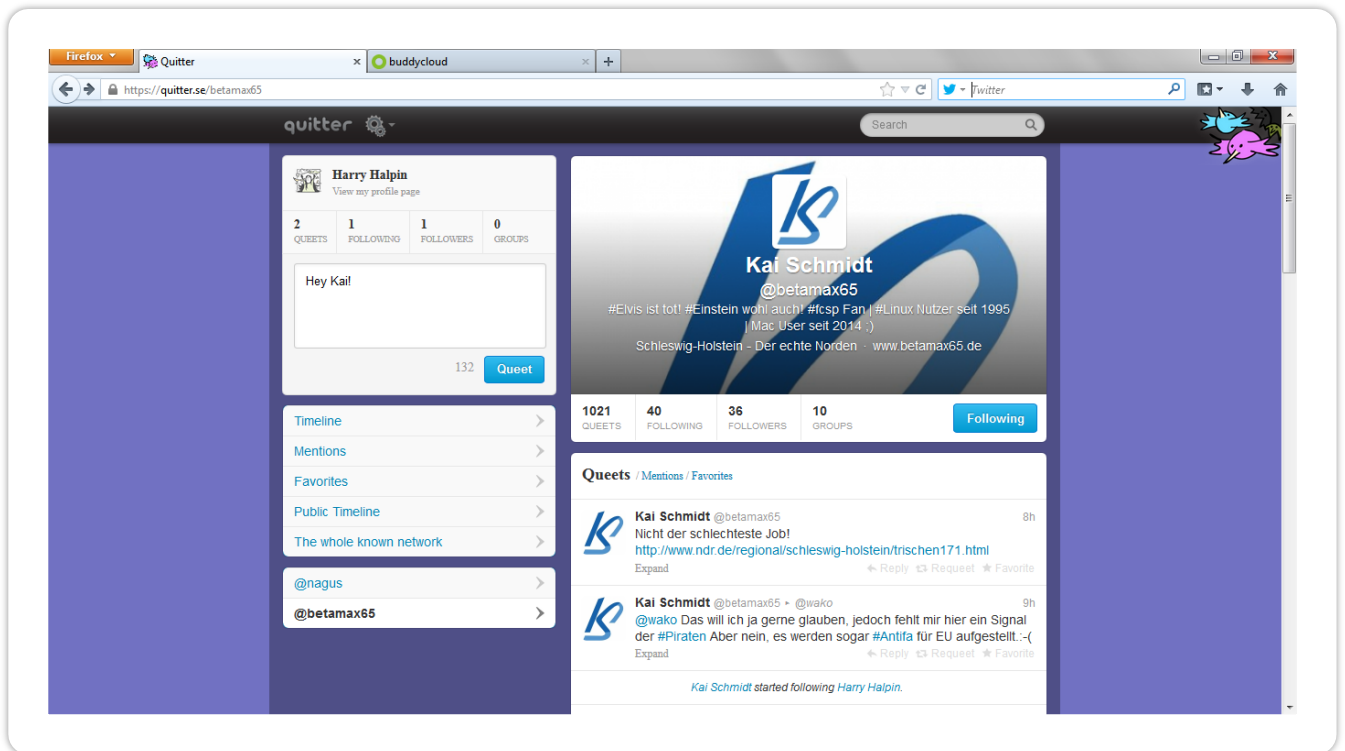 Firefox
Quitter
buddycloud
https://quitter.se/betamax65
Twitter
quitter
Search
Harry Halpin
View my profile page
2 1 1 0
QUEETS FOLLOWING FOLLOWERS GROUPS
Hey Kai!
132 Queet
Timeline
Mentions
Favorites
Public Timeline
The whole known network
@nagus
@betamax65
Kai Schmidt
@betamax65
#Elvis ist tot! #Einstein wohl auch! #fcsp Fan | #Linux Nutzer seit 1995
| Mac User seit 2014 ;)
Schleswig-Holstein - Der echte Norden · www.betamax65.de
1021 40 36 10
QUEETS FOLLOWING FOLLOWERS GROUPS
Following
Queets / Mentions / Favorites
Kai Schmidt @betamax65 8h
Nicht der schlechteste Job!
http://www.ndr.de/regional/schleswig-holstein/trischen171.html
Expand Reply Requeet Favorite
Kai Schmidt @betamax65 ▸ @wako 9h
@wako Das will ich ja gerne glauben, jedoch fehlt mir hier ein Signal
der #Piraten Aber nein, es werden sogar #Antifa für EU aufgestellt.:-(
Expand Reply Requeet Favorite
Kai Schmidt started following Harry Halpin.